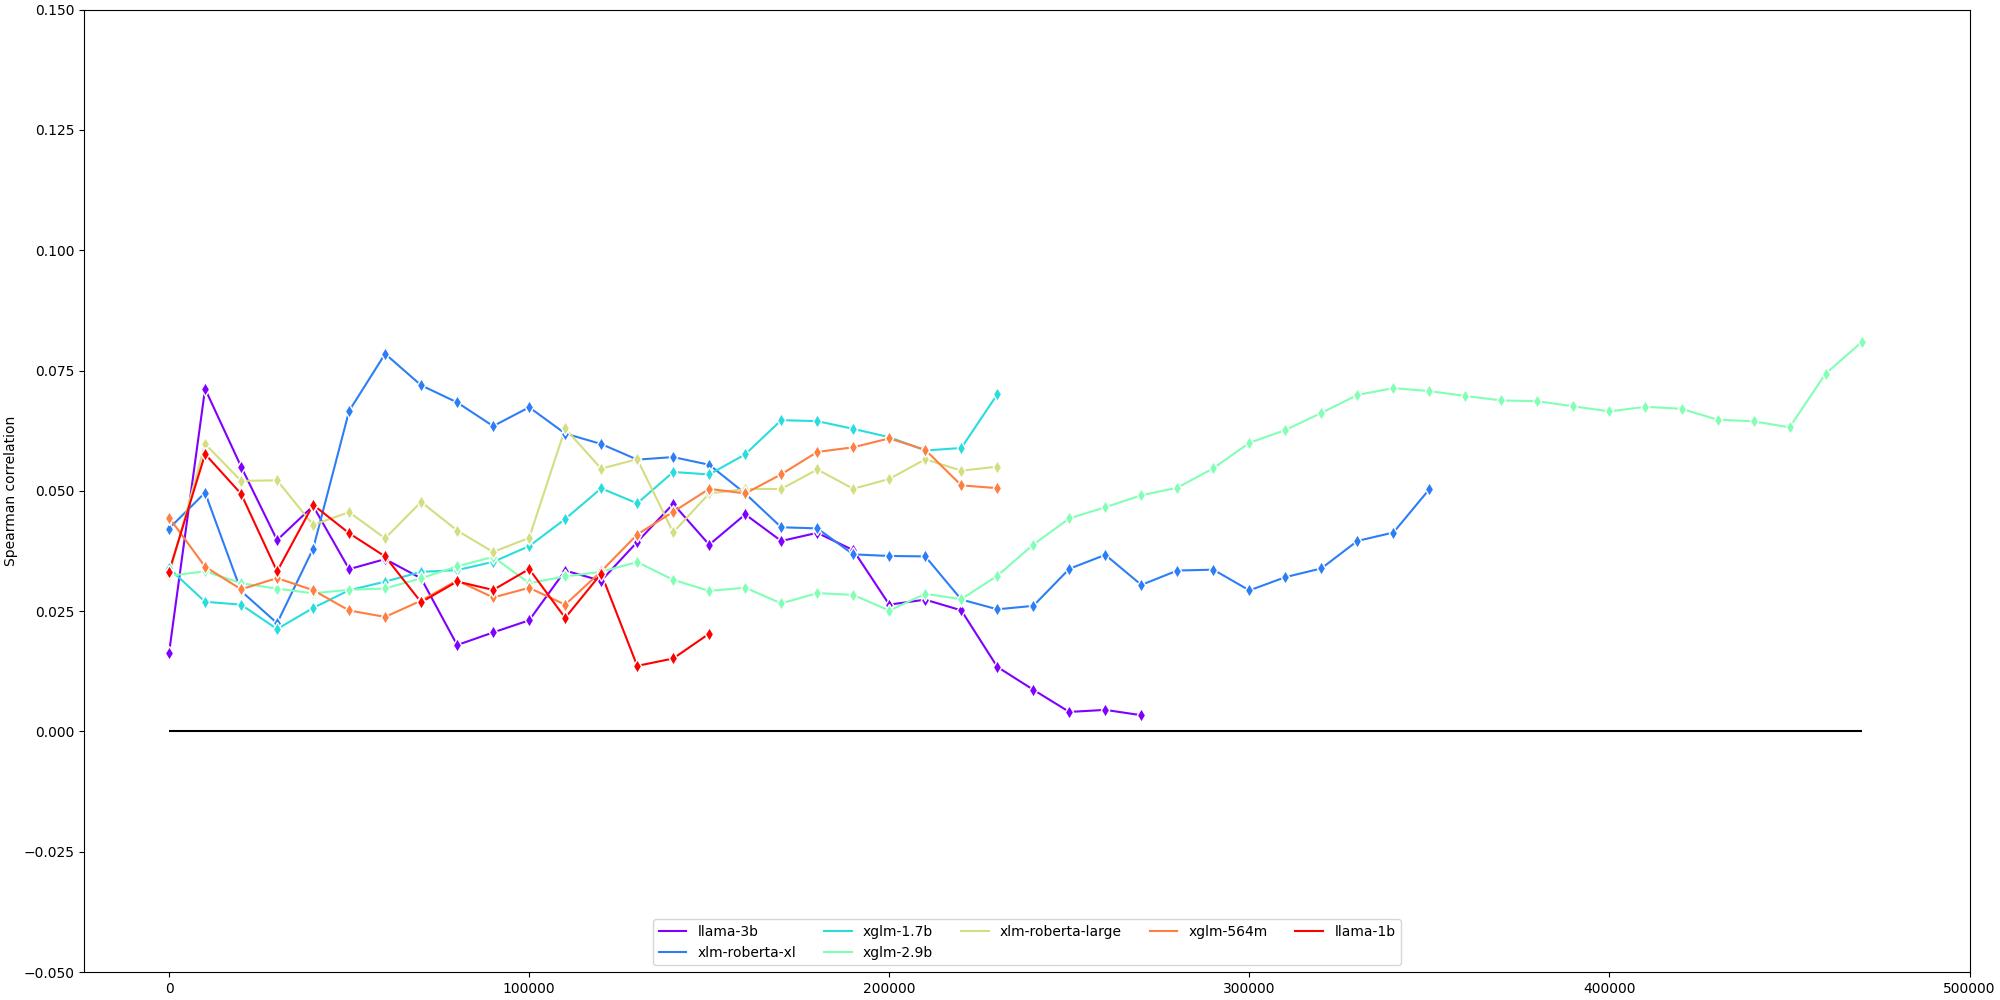 Spearman correlation
0.150
0.125
0.100
0.075
0.050
0.025
0.000
−0.025
−0.050
0
100000
200000
300000
400000
500000
llama-3b
xlm-roberta-xl
xglm-1.7b
xglm-2.9b
xlm-roberta-large
xglm-564m
llama-1b